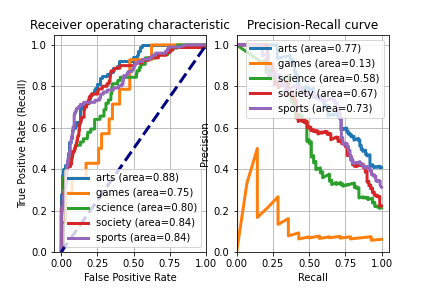 Receiver operating characteristic
True Positive Rate (Recall)
1.0
0.8
0.6
0.4
0.2
0.0
arts (area=0.88)
games (area=0.75)
science (area=0.80)
society (area=0.84)
sports (area=0.84)
0.00 0.25 0.50 0.75 1.00
False Positive Rate
Precision-Recall curve
Precision
1.0
0.8
0.6
0.4
0.2
0.0
arts (area=0.77)
games (area=0.13)
science (area=0.58)
society (area=0.67)
sports (area=0.73)
0.00 0.25 0.50 0.75 1.00
Recall